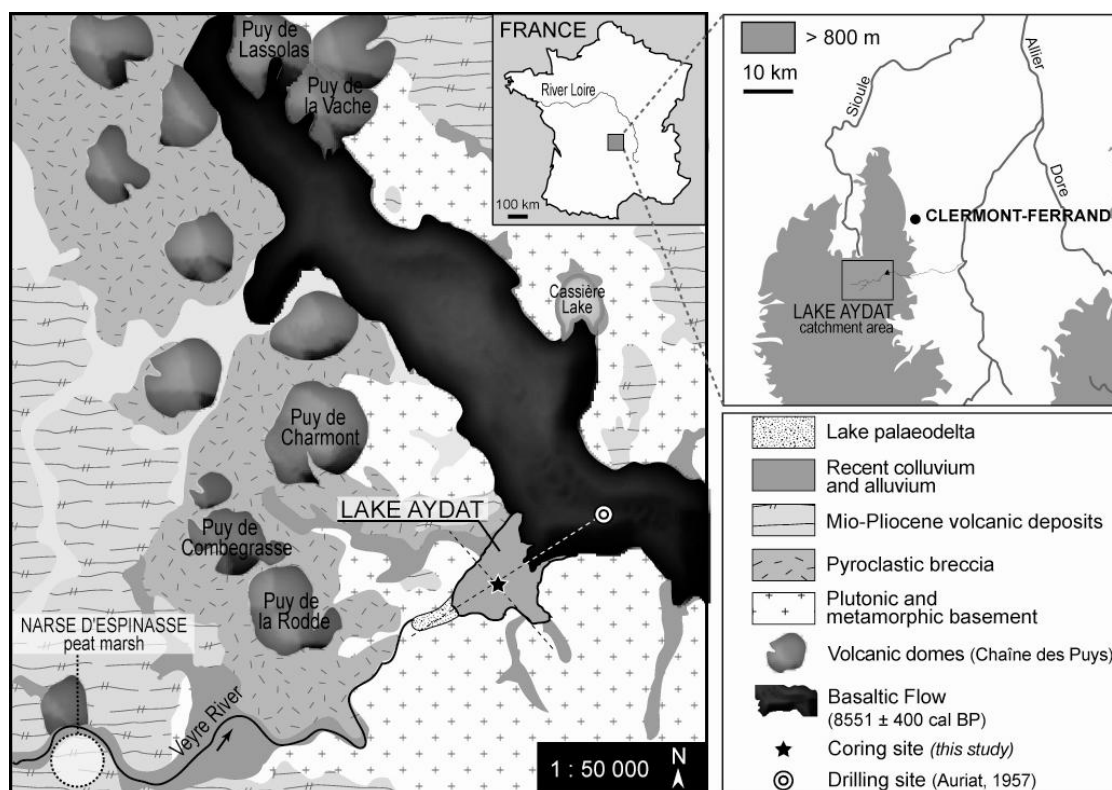 Puy de
Lassolas
Puy de
la Vache
FRANCE
River Loire
100 km
Cassière
Lake
Puy de
Charmont
LAKE AYDAT
Puy de
Combegrasse
Puy de
la Rodde
NARSE D'ESPINASSE
peat marsh
Veyre River
1 : 50 000
N
> 800 m
10 km
Sioule
Allier
Dore
CLERMONT-FERRAND
LAKE AYDAT
catchment area
Lake palaeodelta
Recent colluvium
and alluvium
Mio-Pliocene volcanic deposits
Pyroclastic breccia
Plutonic and
metamorphic basement
Volcanic domes (Chaîne des Puys)
Basaltic Flow
(8551 ± 400 cal BP)
Coring site (this study)
Drilling site (Auriat, 1957)